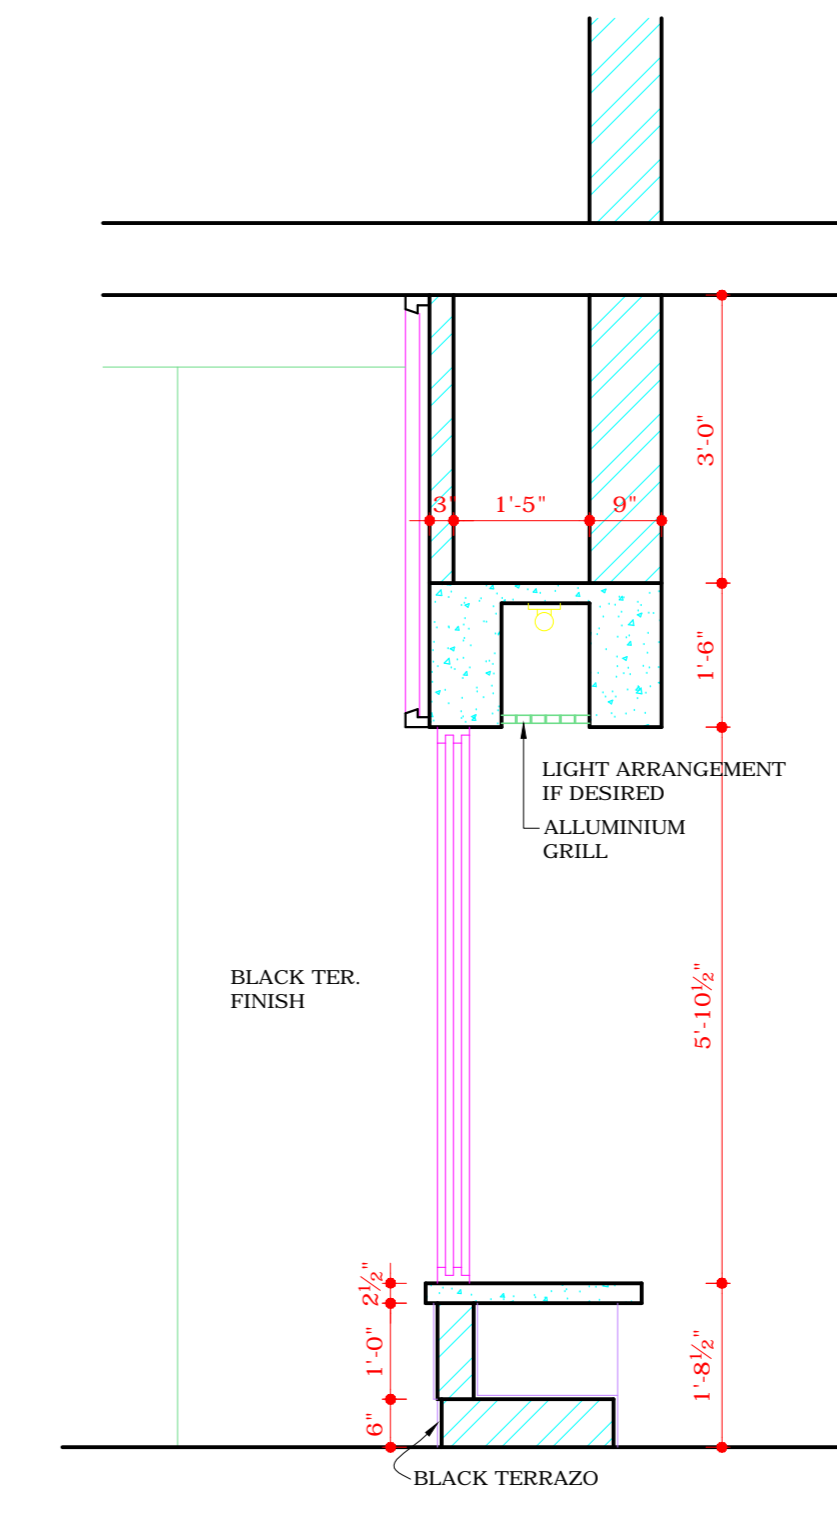 3'-0"
3"
1'-5"
9"
1'-6"
LIGHT ARRANGEMENT
IF DESIRED
ALLUMINIUM
GRILL
BLACK TER.
FINISH
5'-10½"
2½"
1'-0"
1'-8½"
6"
BLACK TERRAZO